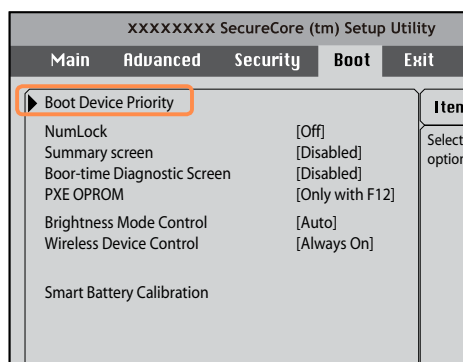 xxxxxxxx SecureCore (tm) Setup Utility
Main Advanced Security Boot Exit
Boot Device Priority
NumLock [Off]
Summary screen [Disabled]
Boor-time Diagnostic Screen [Disabled]
PXE OPROM [Only with F12]
Brightness Mode Control [Auto]
Wireless Device Control [Always On]
Smart Battery Calibration
Select